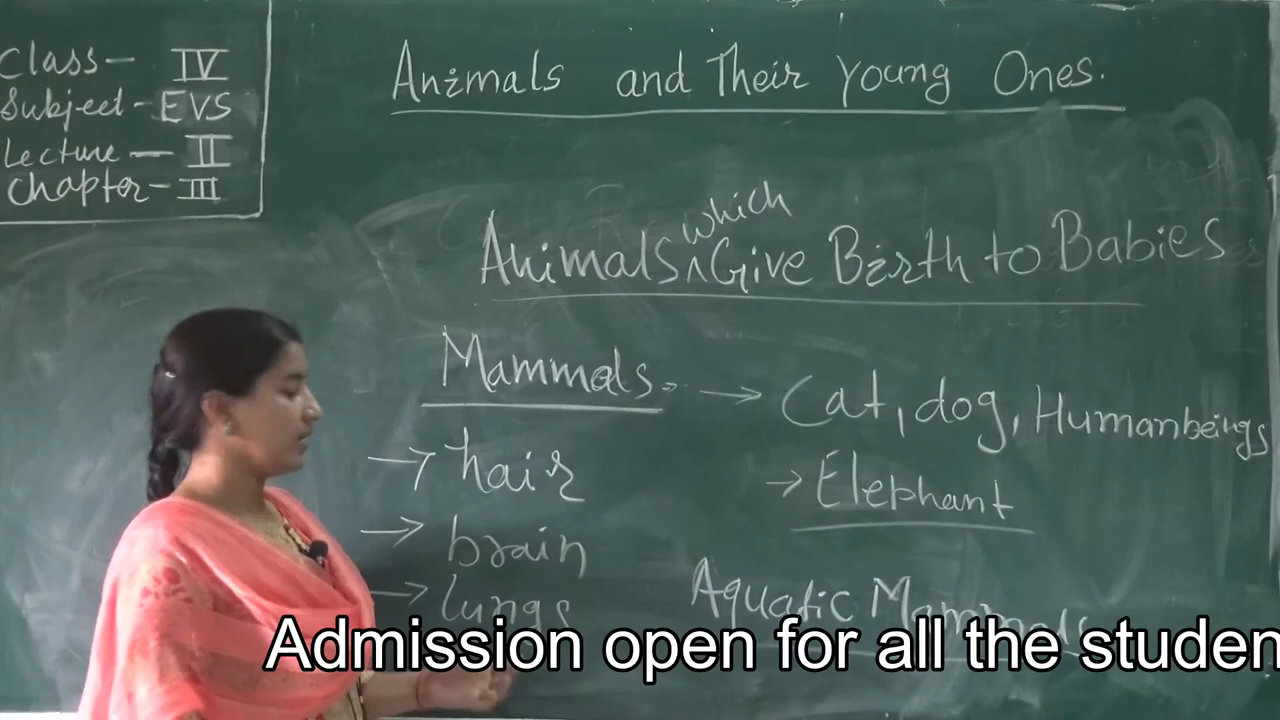 Class- IV
Subject- EVS
Lecture - II
Chapter- III
Animals and Their Young Ones.
which
Animals ^ Give Birth to Babies
Mammals → Cat, dog, Humanbeings
→ hair
→ Elephant
→ brain
→ lungs
Aquatic Mammals
Admission open for all the studen